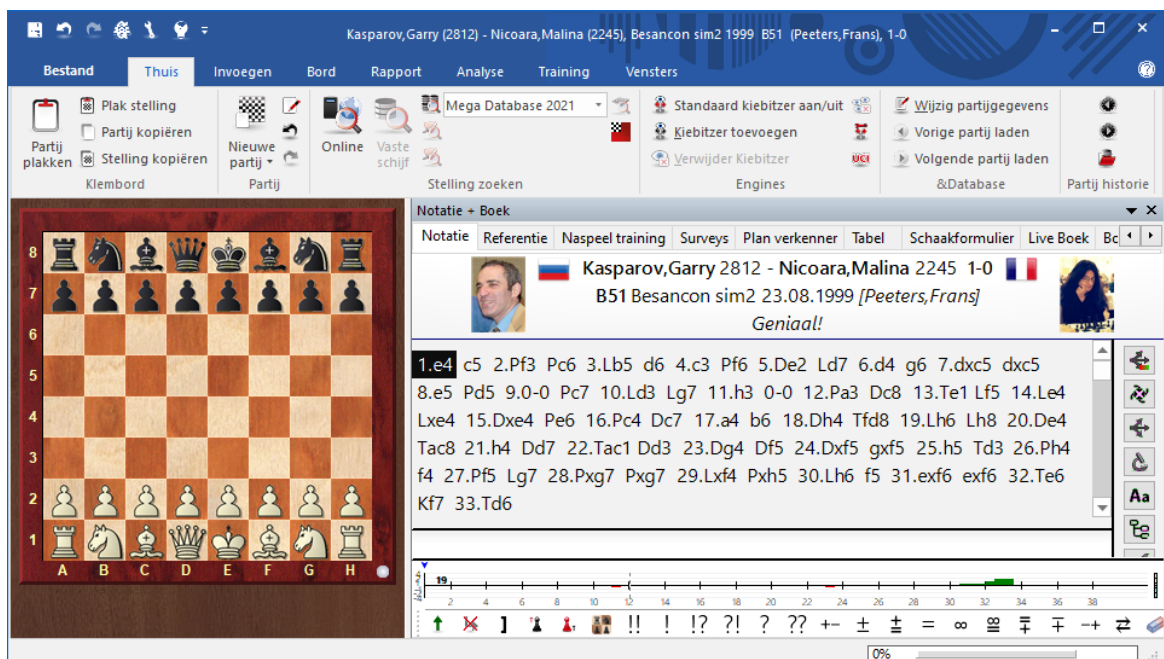 Kasparov,Garry (2812) - Nicoara,Malina (2245), Besancon sim2 1999 B51 (Peeters,Frans), 1-0
Bestand Thuis Invoegen Bord Rapport Analyse Training Vensters
Partij plakken
Plak stelling
Partij kopiëren
Stelling kopiëren
Klembord
Nieuwe partij
Partij
Online
Vaste schijf
Mega Database 2021
Stelling zoeken
Standaard kiebitzer aan/uit
Kiebitzer toevoegen
Verwijder Kiebitzer
UCI
Engines
Wijzig partijgegevens
Vorige partij laden
Volgende partij laden
&Database
Partij historie
Notatie + Boek
Notatie Referentie Naspeel training Surveys Plan verkenner Tabel Schaakformulier Live Boek Bc
Kasparov,Garry 2812 - Nicoara,Malina 2245 1-0
B51 Besancon sim2 23.08.1999 [Peeters,Frans]
Geniaal!
1.e4 c5 2.Pf3 Pc6 3.Lb5 d6 4.c3 Pf6 5.De2 Ld7 6.d4 g6 7.dxc5 dxc5
8.e5 Pd5 9.0-0 Pc7 10.Ld3 Lg7 11.h3 0-0 12.Pa3 Dc8 13.Te1 Lf5 14.Le4
Lxe4 15.Dxe4 Pe6 16.Pc4 Dc7 17.a4 b6 18.Dh4 Tfd8 19.Lh6 Lh8 20.De4
Tac8 21.h4 Dd7 22.Tac1 Dd3 23.Dg4 Df5 24.Dxf5 gxf5 25.h5 Td3 26.Ph4
f4 27.Pf5 Lg7 28.Pxg7 Pxg7 29.Lxf4 Pxh5 30.Lh6 f5 31.exf6 exf6 32.Te6
Kf7 33.Td6
8
7
6
5
4
3
2
1
A B C D E F G H
Aa
19
2 4 6 8 10 12 14 16 18 20 22 24 26 28 30 32 34 36 38
] !! ! !? ?! ? ?? +- ± ⩲ = ∞ ⩱ ∓ -+ ⇄
0%